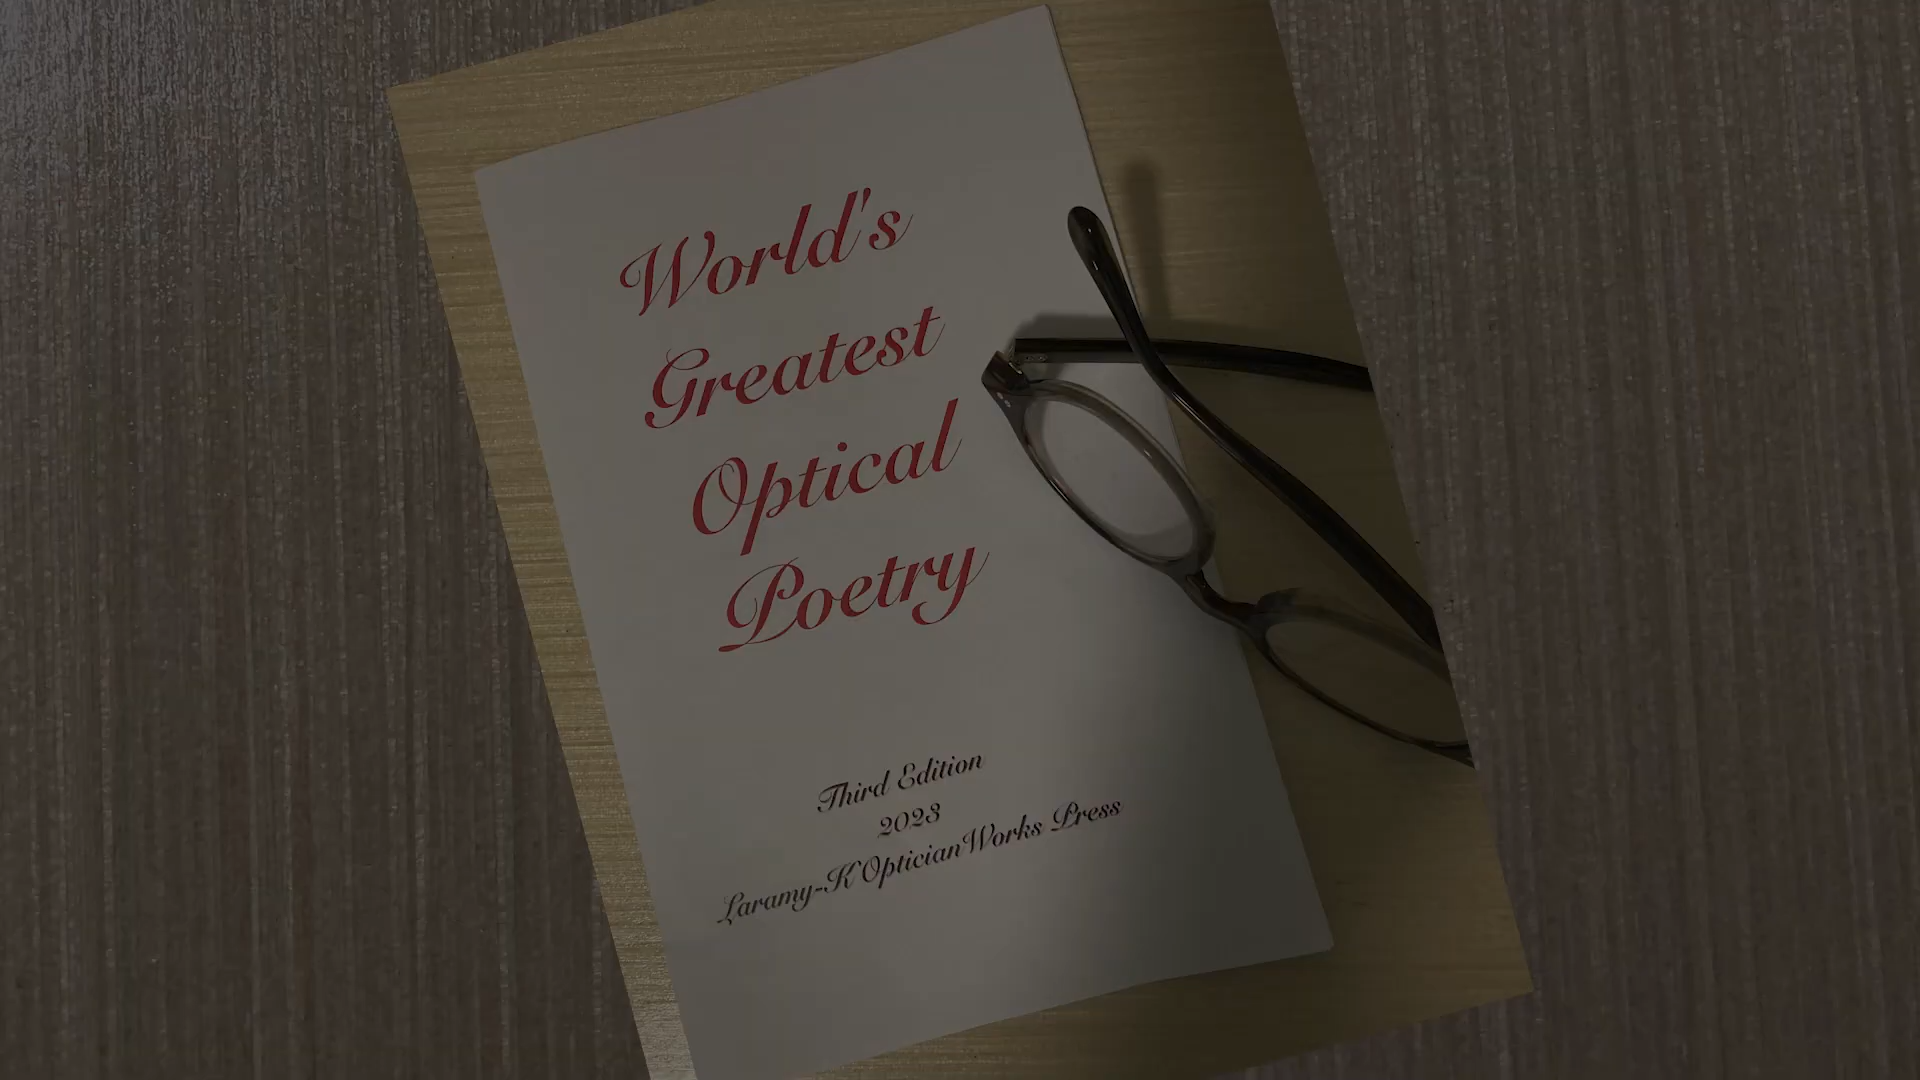 World's
Greatest
Optical
Poetry
Third Edition
2023
Laramy-K OpticianWorks Press